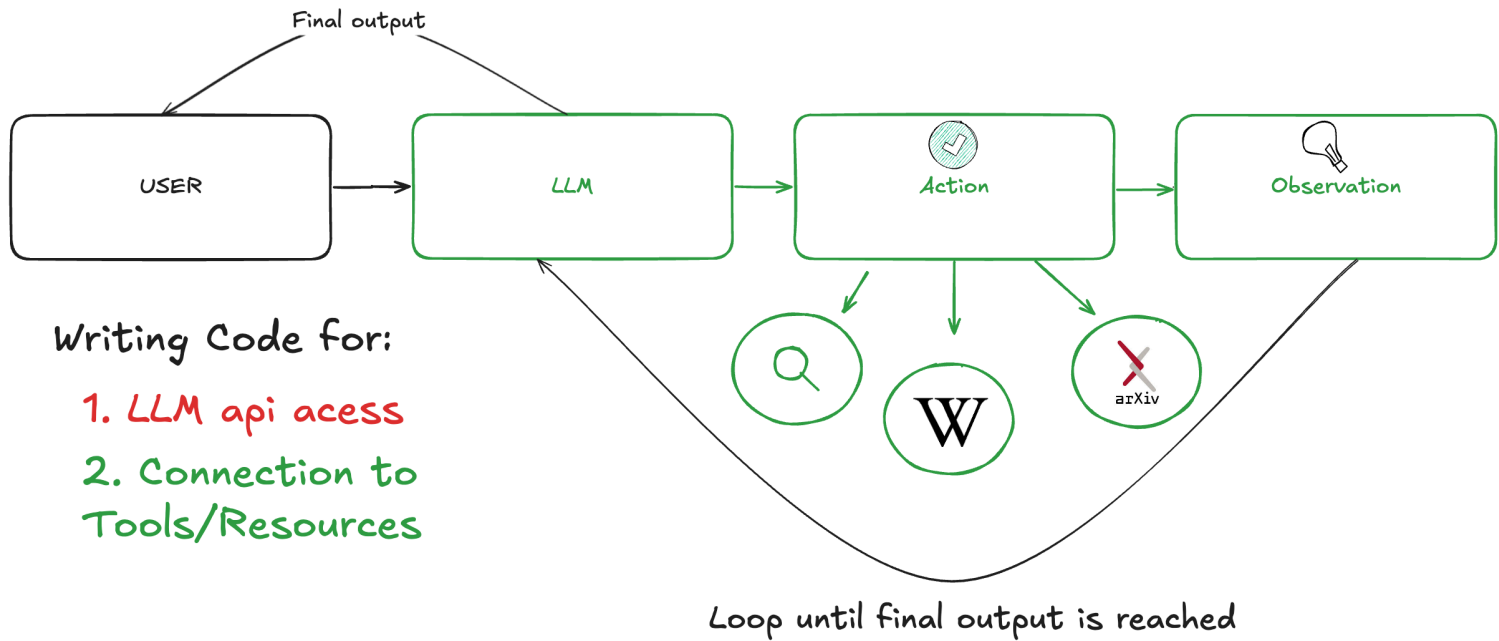 Final output
USER
LLM
Action
Observation
Writing Code for:
1. LLM api acess
2. Connection to
Tools/Resources
W
arXiv
Loop until final output is reached